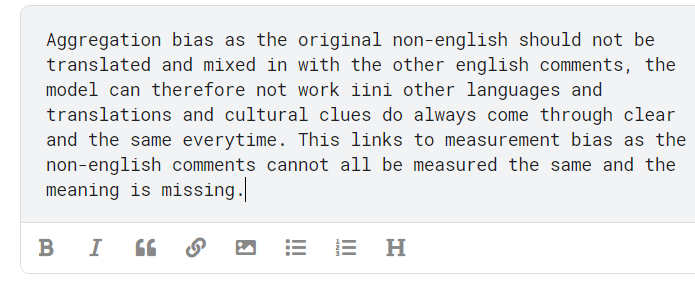 Aggregation bias as the original non-english should not be
translated and mixed in with the other english comments, the
model can therefore not work iini other languages and
translations and cultural clues do always come through clear
and the same everytime. This links to measurement bias as the
non-english comments cannot all be measured the same and the
meaning is missing.
B I H